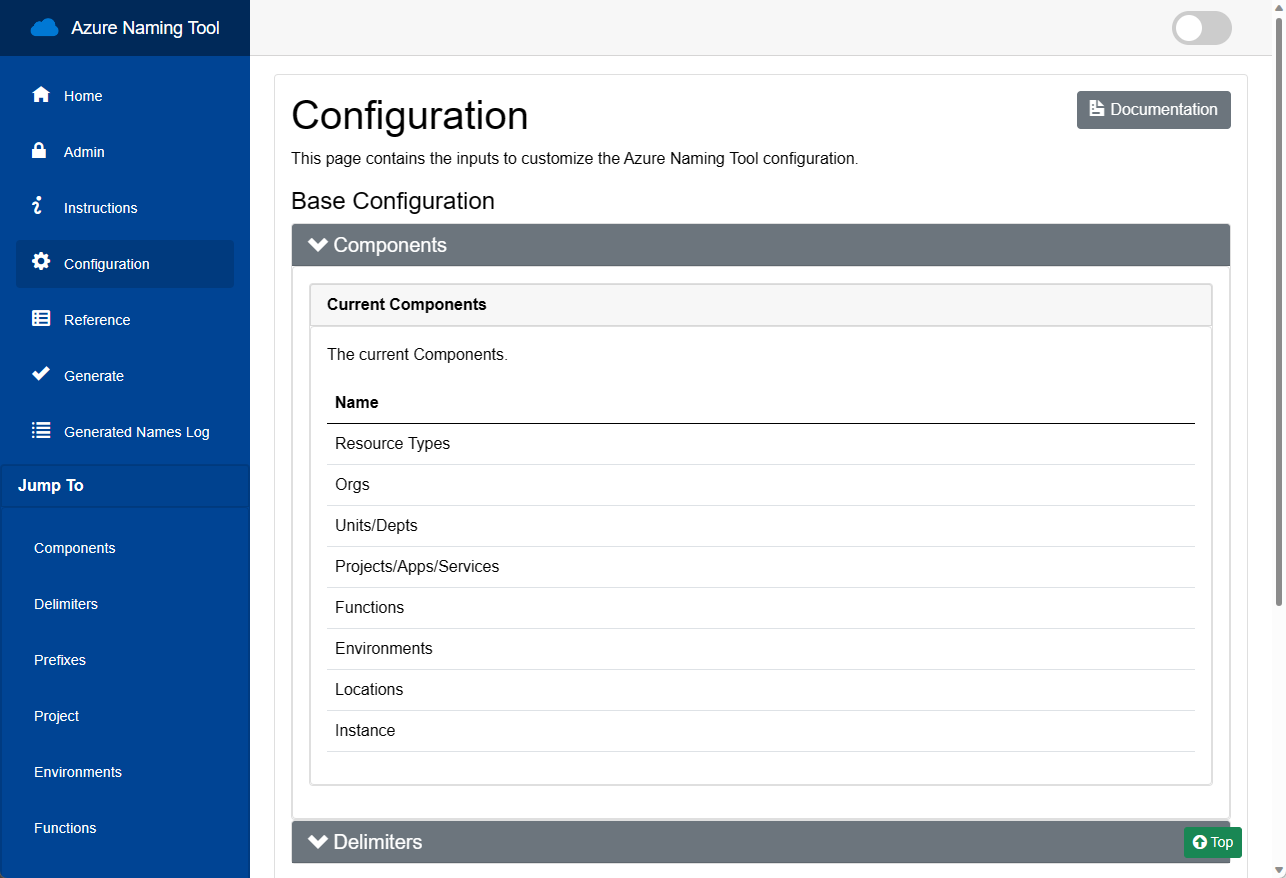 Azure Naming Tool
Home
Admin
Instructions
Configuration
Reference
Generate
Generated Names Log
Jump To
Components
Delimiters
Prefixes
Project
Environments
Functions
Configuration
Documentation
This page contains the inputs to customize the Azure Naming Tool configuration.
Base Configuration
Components
Current Components
The current Components.
Name
Resource Types
Orgs
Units/Depts
Projects/Apps/Services
Functions
Environments
Locations
Instance
Delimiters
Top